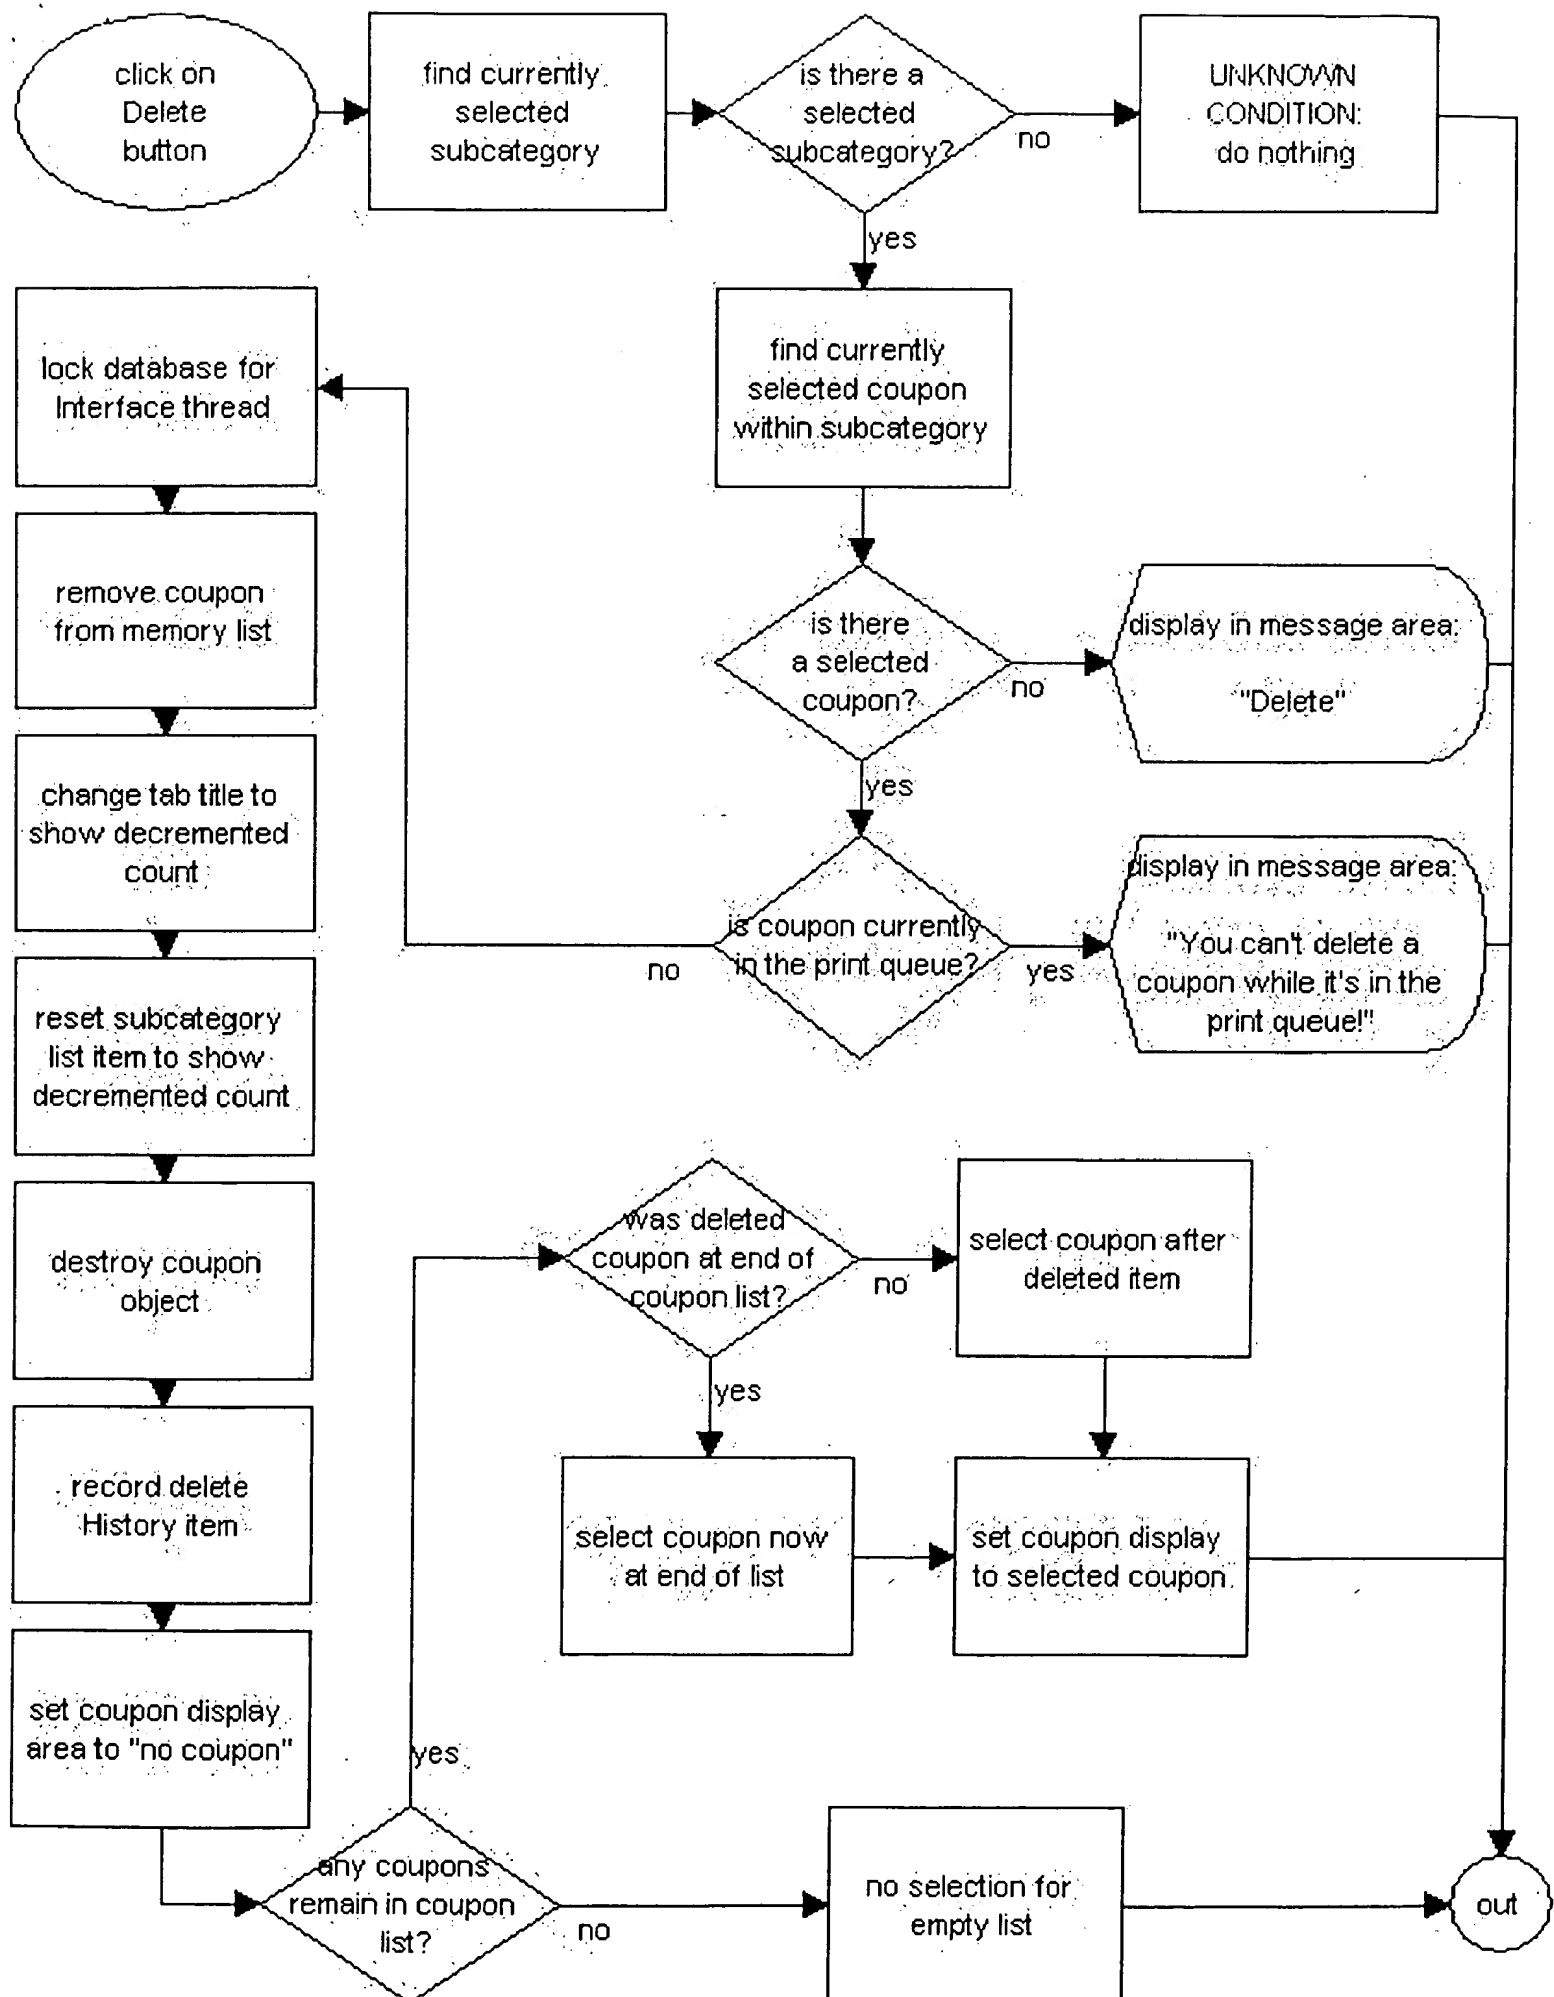 click on
Delete
button
find currently
selected
subcategory
is there a
selected
subcategory?
no
UNKNOWN
CONDITION:
do nothing
yes
lock database for
Interface thread
find currently
selected coupon
within subcategory
remove coupon
from memory list
is there
a selected
coupon?
no
display in message area:
"Delete"
yes
change tab title to
show decremented
count
is coupon currently
in the print queue?
no
yes
display in message area:
"You can't delete a
coupon while it's in the
print queue!"
reset subcategory
list item to show
decremented count
destroy coupon
object
was deleted
coupon at end of
coupon list?
no
select coupon after
deleted item
yes
record delete
History item
select coupon now
at end of list
set coupon display
to selected coupon
set coupon display
area to "no coupon"
yes
any coupons
remain in coupon
list?
no
no selection for
empty list
out